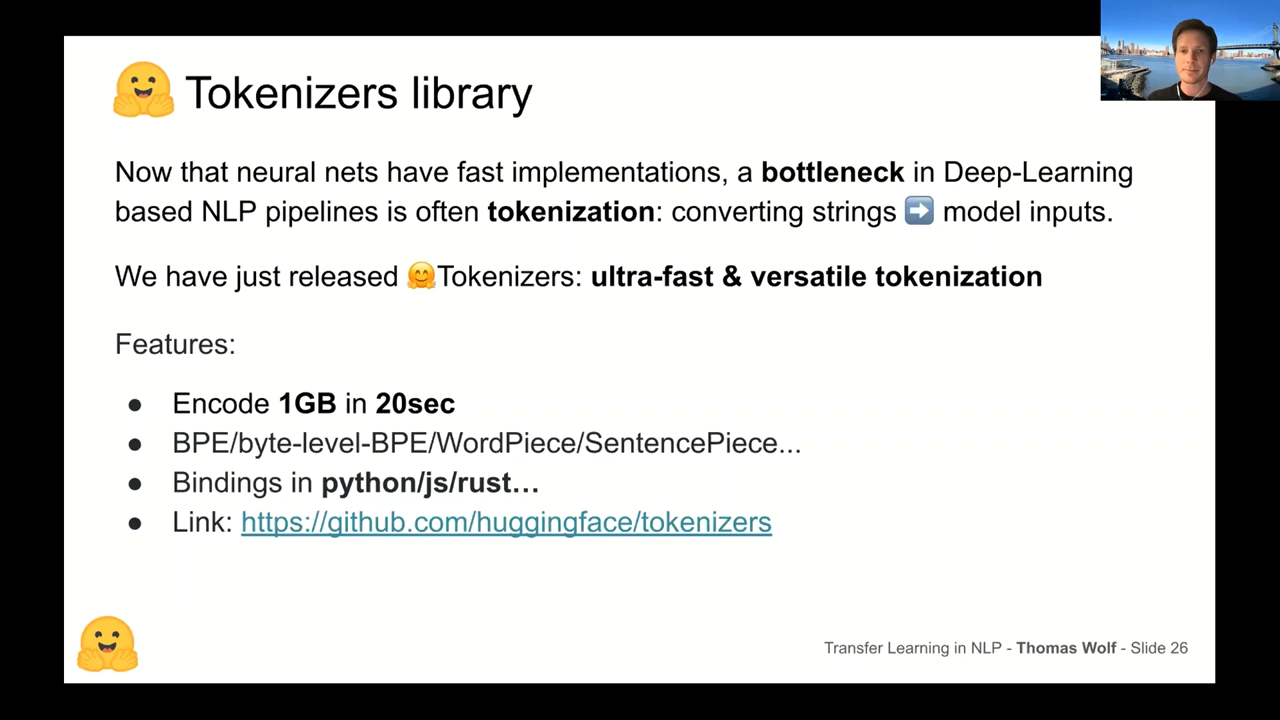 🤗 Tokenizers library
Now that neural nets have fast implementations, a bottleneck in Deep-Learning
based NLP pipelines is often tokenization: converting strings ➡️ model inputs.
We have just released 🤗Tokenizers: ultra-fast & versatile tokenization
Features:
● Encode 1GB in 20sec
● BPE/byte-level-BPE/WordPiece/SentencePiece...
● Bindings in python/js/rust…
● Link: https://github.com/huggingface/tokenizers
Transfer Learning in NLP - Thomas Wolf - Slide 26